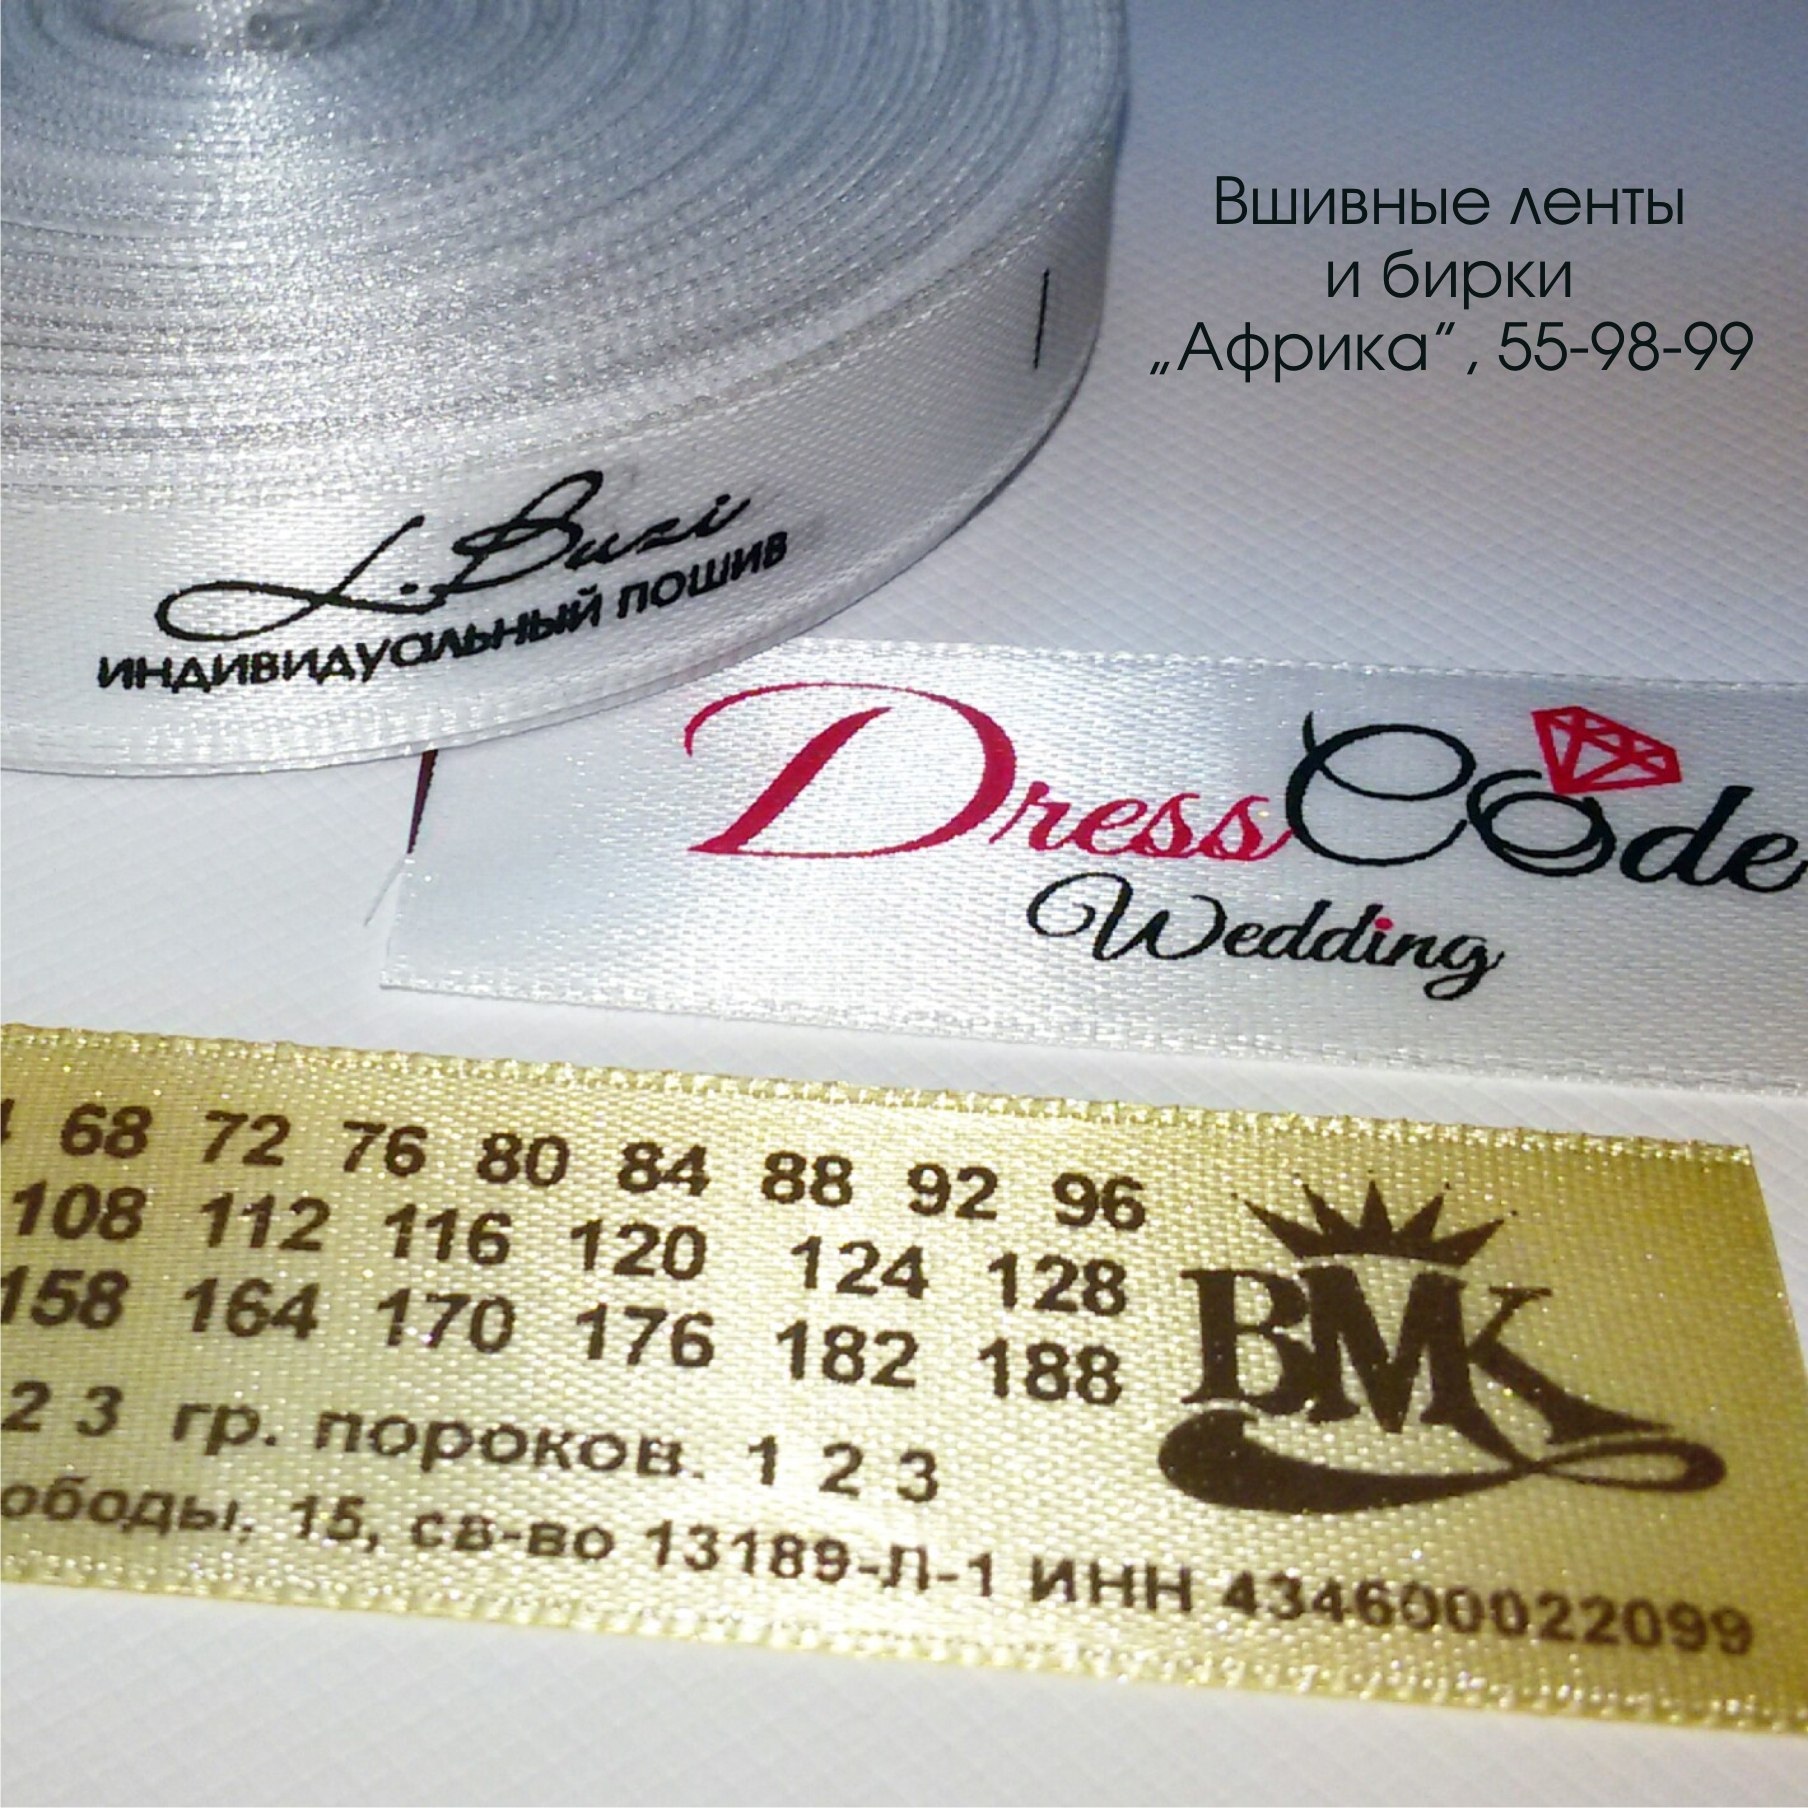 Вшивные ленты
и бирки
„Африка“, 55-98-99
L. Buzi
индивидуальный пошив
DressCode
Wedding
68 72 76 80 84 88 92 96
108 112 116 120 124 128
158 164 170 176 182 188
2 3 гр. пороков. 1 2 3
ободы, 15, св-во 13189-Л-1 ИНН 434600022099
ВМК